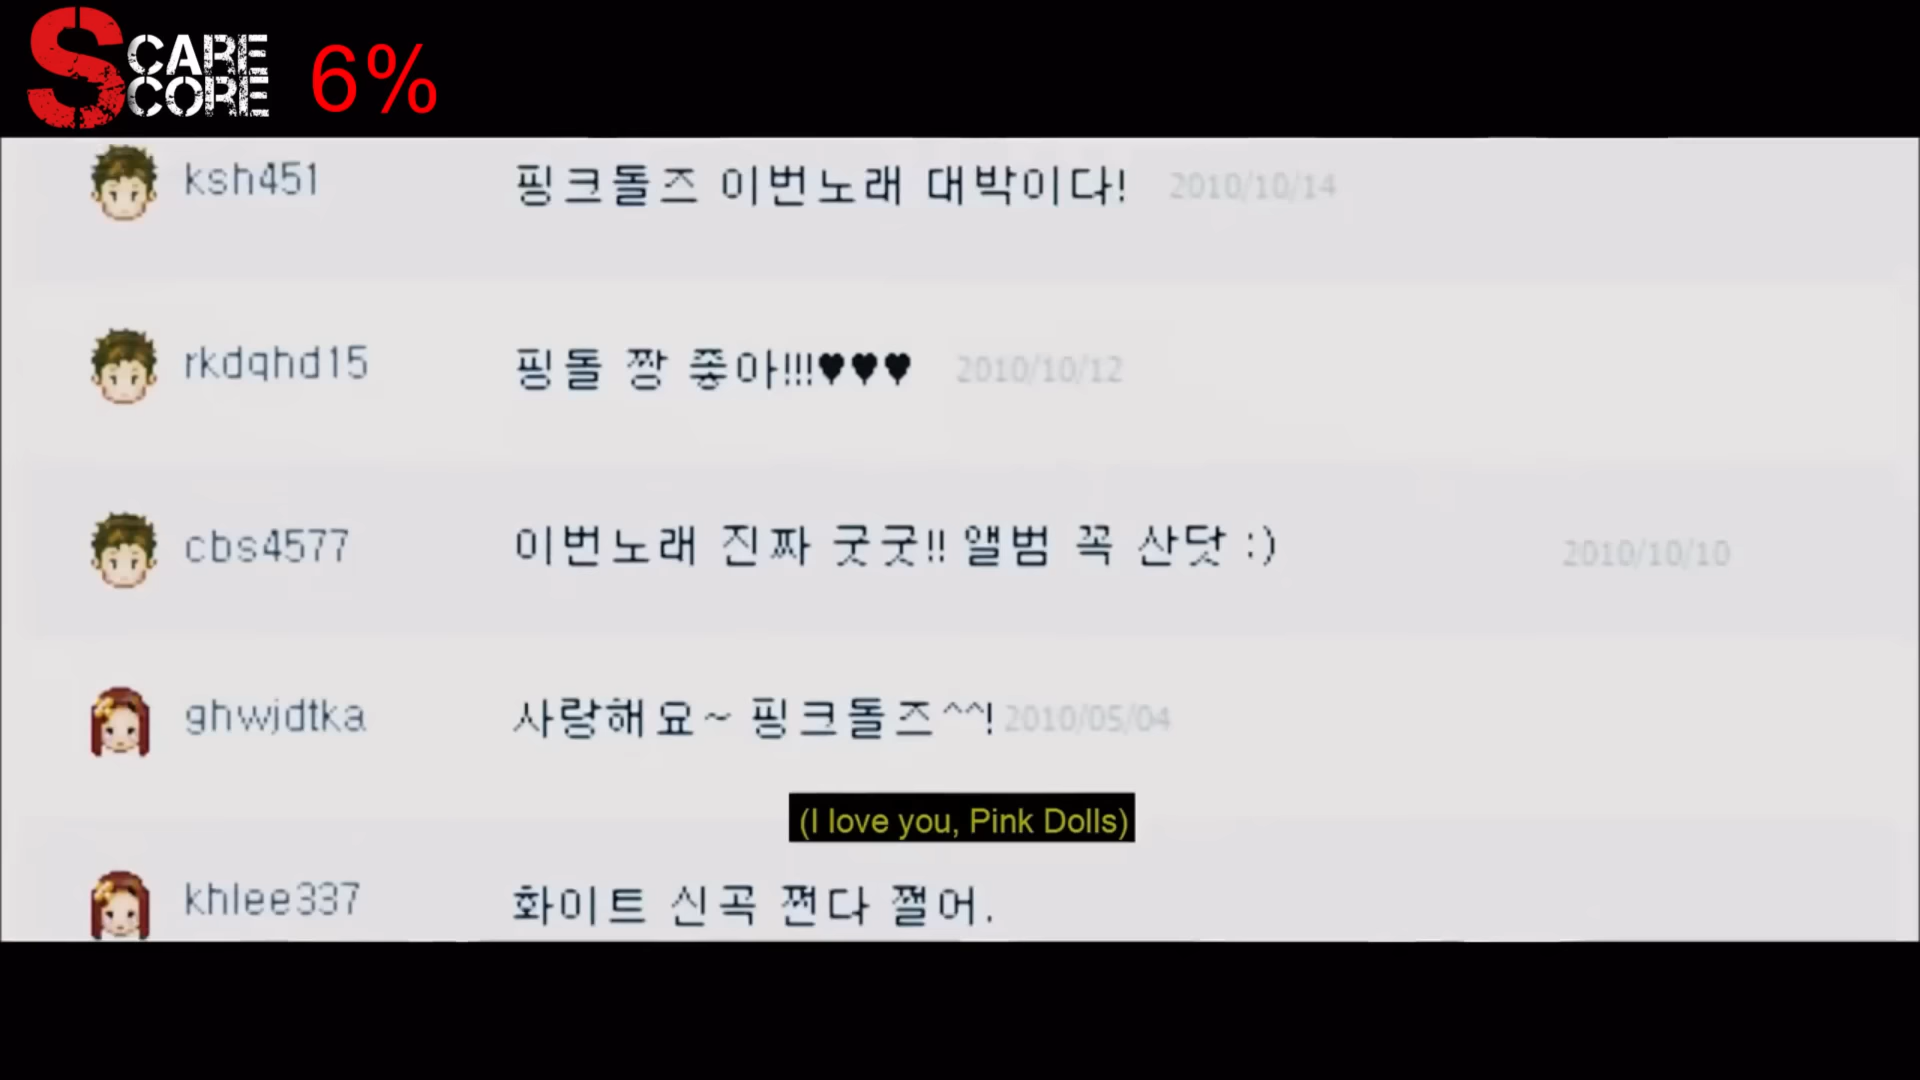 SCARE
SCORE
6%
ksh451 핑크돌즈 이번노래 대박이다! 2010/10/14
rkdqhd15 핑돌 짱 죻아!!!♥♥♥ 2010/10/12
cbs4577 이번노래 진짜 굿굿!! 앨범 꼭 산닷 :) 2010/10/10
ghwjdtka 사랑해요~ 핑크돌즈^^! 2010/05/04
(I love you, Pink Dolls)
khlee337 화이트 신곡 쩐다 쩔어.